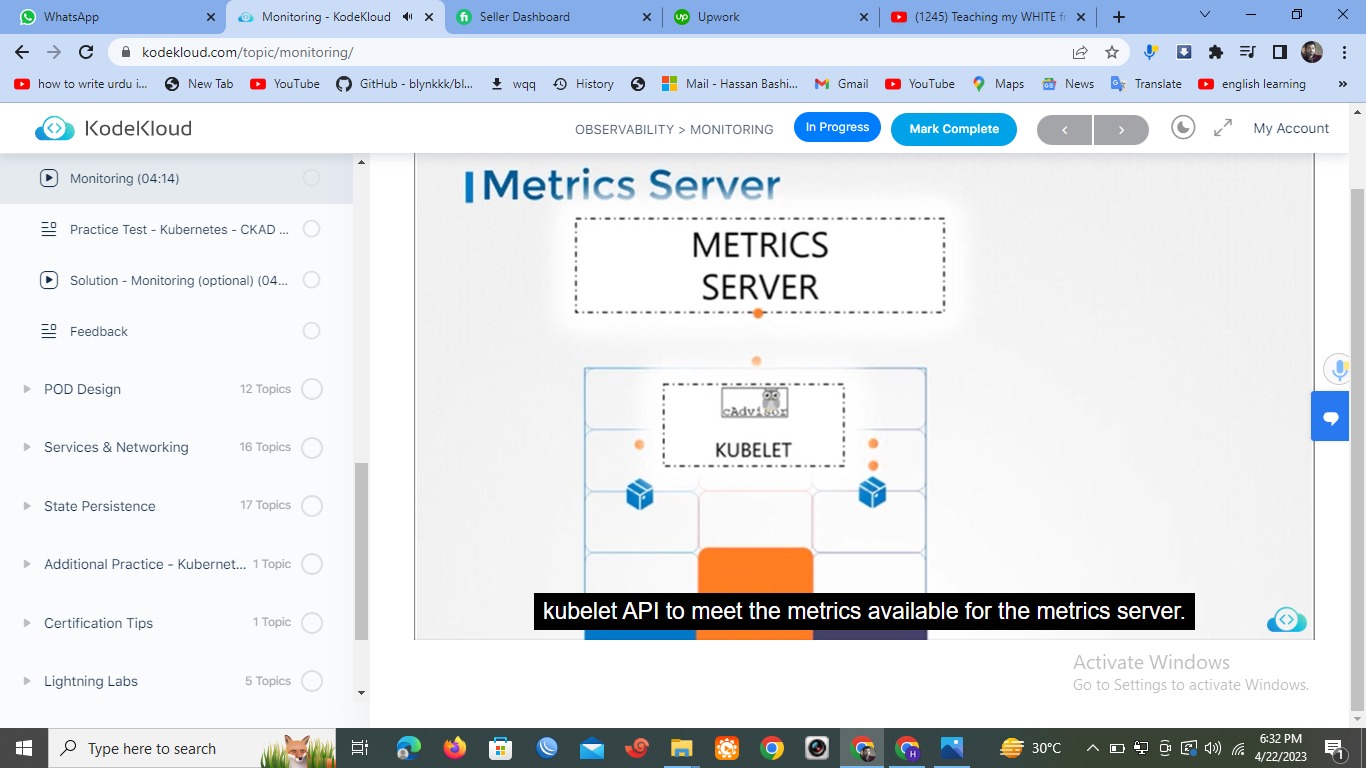 WhatsApp
Monitoring - KodeKloud
Seller Dashboard
Upwork
(1245) Teaching my WHITE fr
kodekloud.com/topic/monitoring/
how to write urdu i...
New Tab
YouTube
GitHub - blynkkk/bl...
wqq
History
Mail - Hassan Bashi...
Gmail
YouTube
Maps
News
Translate
english learning
KodeKloud
OBSERVABILITY > MONITORING
In Progress
Mark Complete
My Account
Monitoring (04:14)
Practice Test - Kubernetes - CKAD ...
Solution - Monitoring (optional) (04...
Feedback
POD Design
12 Topics
Services & Networking
16 Topics
State Persistence
17 Topics
Additional Practice - Kubernet...
1 Topic
Certification Tips
1 Topic
Lightning Labs
5 Topics
Metrics Server
METRICS
SERVER
cAdvisor
KUBELET
kubelet API to meet the metrics available for the metrics server.
Activate Windows
Go to Settings to activate Windows.
Type here to search
30°C
6:32 PM
4/22/2023
1